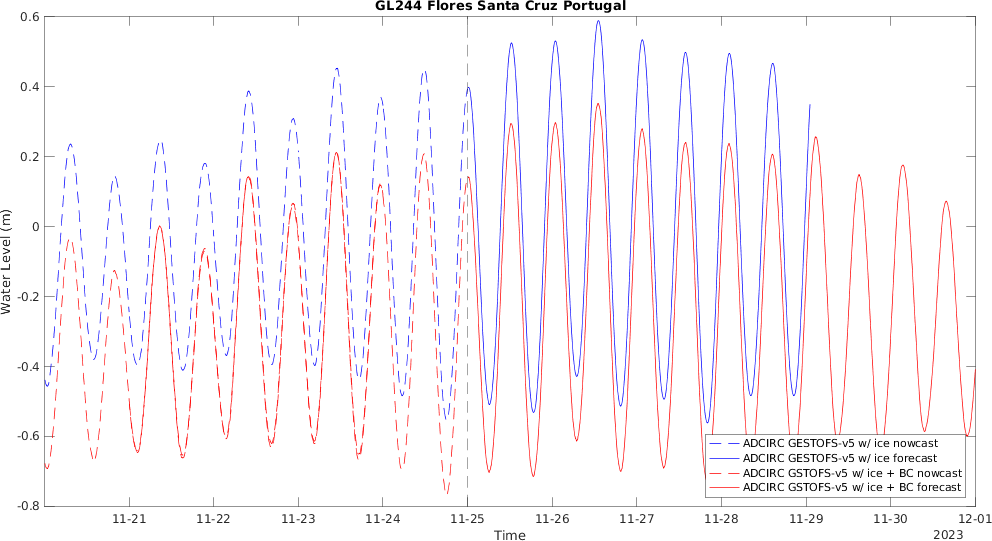 GL244 Flores Santa Cruz Portugal
0.6
0.4
0.2
0
-0.2
-0.4
-0.6
-0.8
Water Level (m)
ADCIRC GESTOFS-v5 w/ ice nowcast
ADCIRC GESTOFS-v5 w/ ice forecast
ADCIRC GSTOFS-v5 w/ ice + BC nowcast
ADCIRC GSTOFS-v5 w/ ice + BC forecast
11-21 11-22 11-23 11-24 11-25 11-26 11-27 11-28 11-29 11-30 12-01
Time
2023